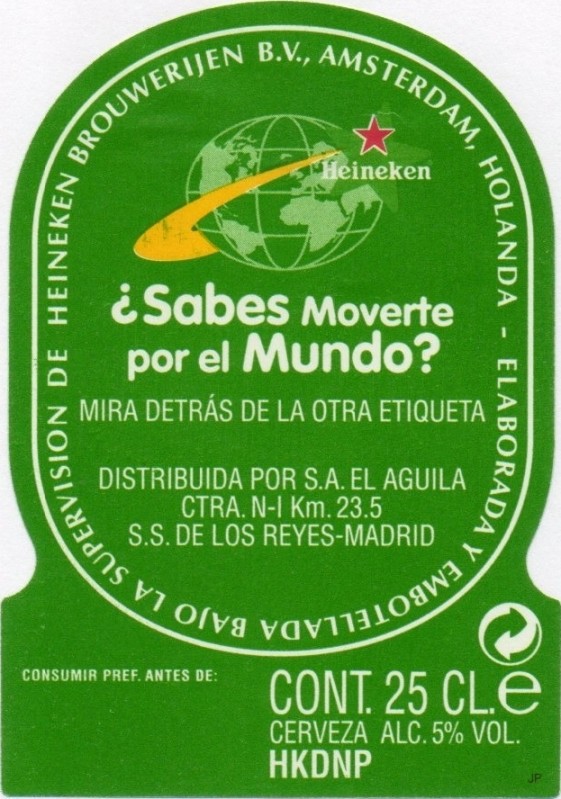 ELABORADA Y EMBOTELLADA BAJO LA SUPERVISION DE HEINEKEN BROUWERIJEN B.V., AMSTERDAM, HOLANDA -
Heineken
¿Sabes Moverte
por el Mundo?
MIRA DETRÁS DE LA OTRA ETIQUETA
DISTRIBUIDA POR S.A. EL AGUILA
CTRA. N-I Km. 23.5
S.S. DE LOS REYES-MADRID
CONSUMIR PREF. ANTES DE:
CONT. 25 CL. e
CERVEZA ALC. 5% VOL.
HKDNP
JP